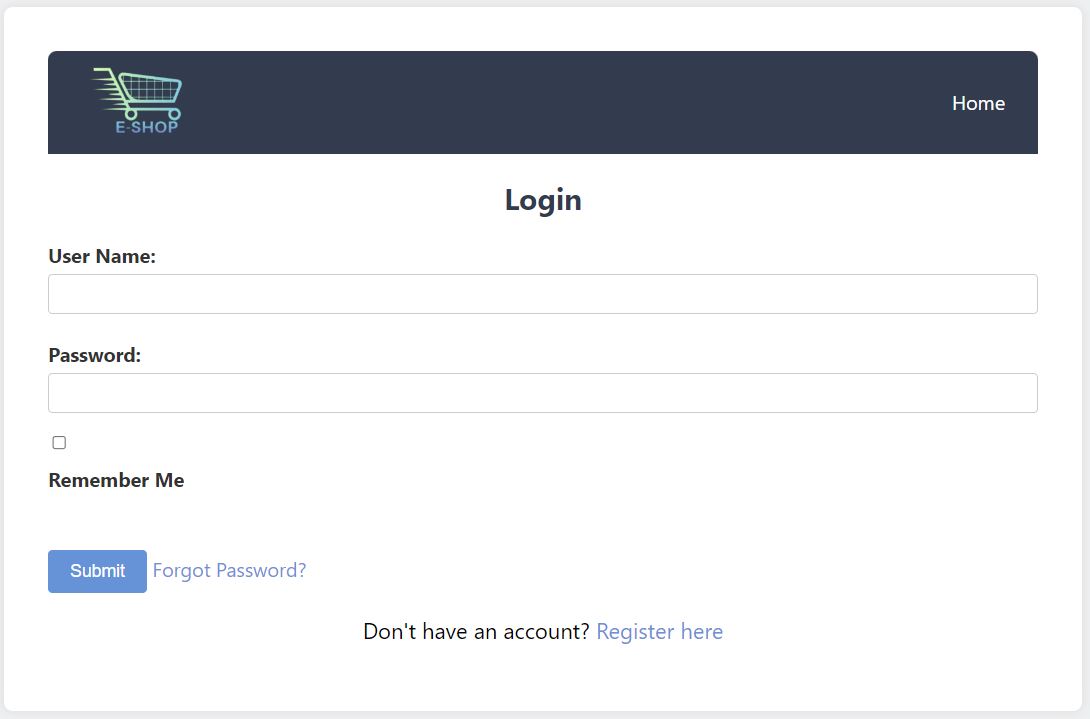 E-SHOP
Home
Login
User Name:
Password:
Remember Me
Submit Forgot Password?
Don't have an account? Register here